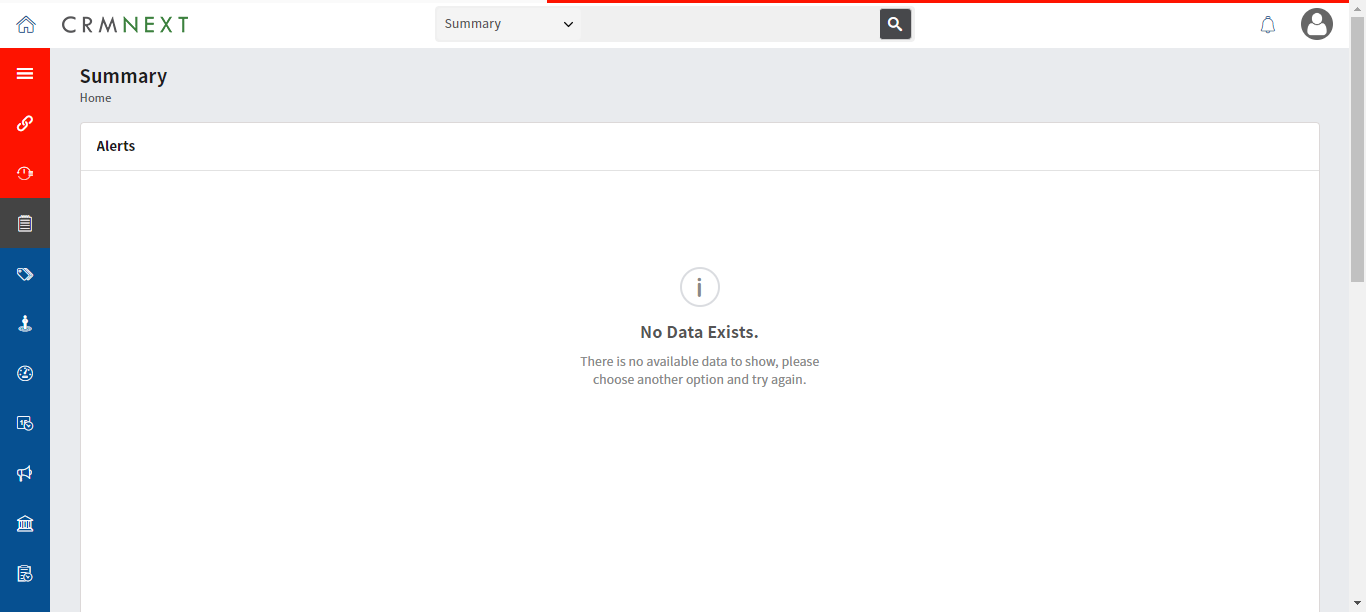 CRMNEXT
Summary
Summary
Home
Alerts
No Data Exists.
There is no available data to show, please
choose another option and try again.